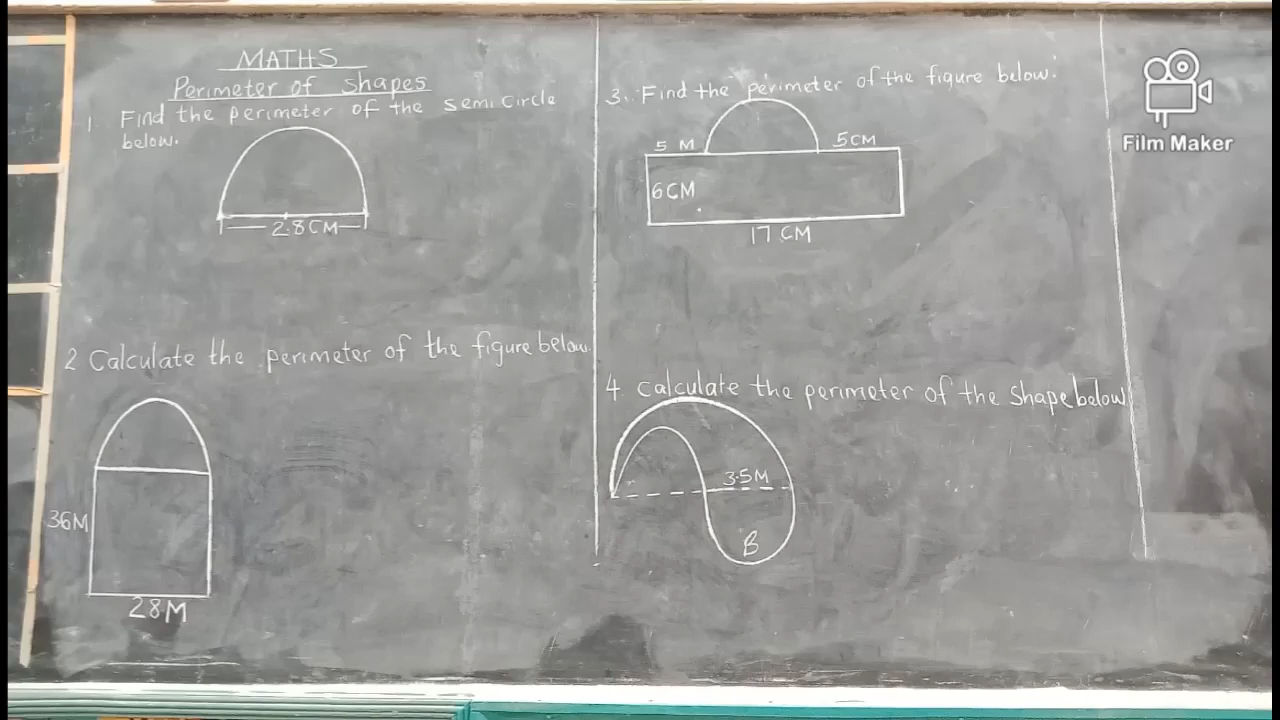 MATHS
Perimeter of shapes
1. Find the perimeter of the semi circle
below.
2.8CM
2 Calculate the perimeter of the figure below.
36M
28M
3. Find the perimeter of the figure below.
5 M
5CM
6CM
17 CM
4 Calculate the perimeter of the shape below
3.5M
B
Film Maker